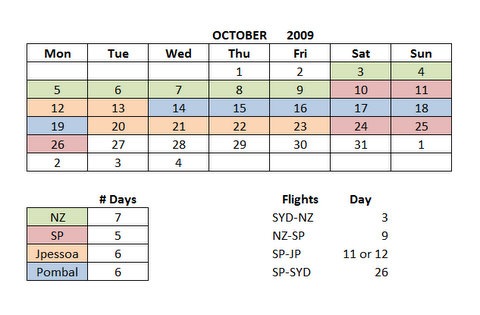 OCTOBER 2009
Mon Tue Wed Thu Fri Sat Sun
1 2 3 4
5 6 7 8 9 10 11
12 13 14 15 16 17 18
19 20 21 22 23 24 25
26 27 28 29 30 31 1
2 3 4
# Days
NZ 7
SP 5
Jpessoa 6
Pombal 6
Flights Day
SYD-NZ 3
NZ-SP 9
SP-JP 11 or 12
SP-SYD 26